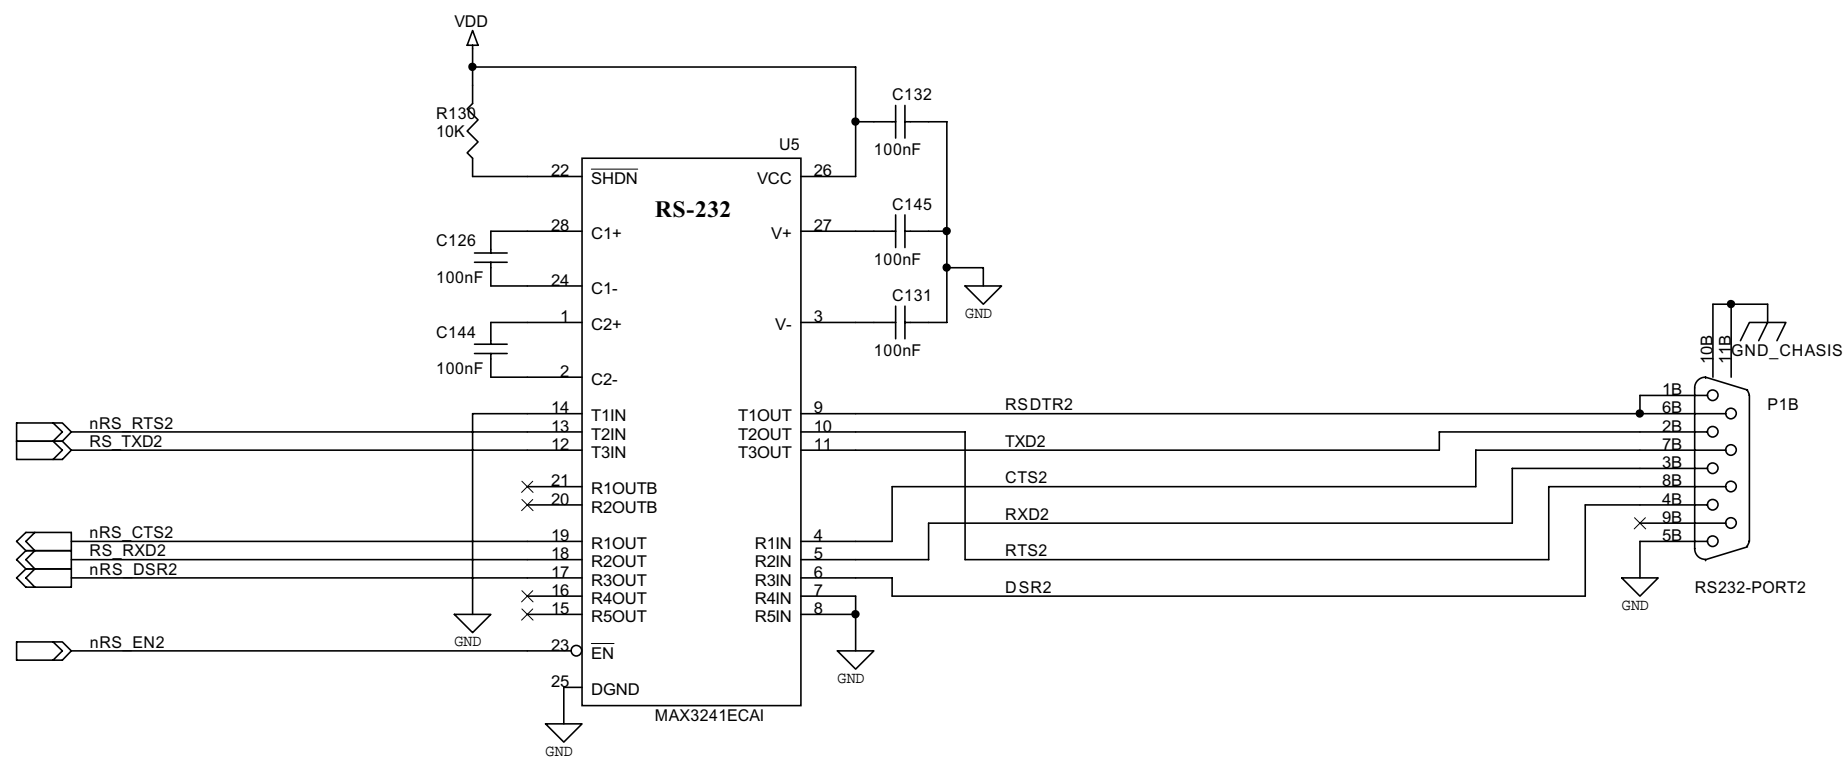 VDD
C132
R130
10K
100nF
U5
22
SHDN
VCC
26
RS-232
C145
28
C1+
V+
27
C126
100nF
100nF
24
C1-
C131
1
C2+
V-
3
GND
C144
100nF
100nF
2
C2-
10B
11B
GND_CHASIS
1B
P1B
14
T1IN
T1OUT
9
RSDTR2
6B
nRS_RTS2
13
T2IN
T2OUT
10
2B
RS_TXD2
12
T3IN
T3OUT
11
TXD2
7B
3B
21
R1OUTB
CTS2
8B
20
R2OUTB
4B
RXD2
9B
nRS_CTS2
19
R1OUT
R1IN
4
5B
RS_RXD2
18
R2OUT
R2IN
5
RTS2
nRS_DSR2
17
R3OUT
R3IN
6
DSR2
RS232-PORT2
16
R4OUT
R4IN
7
GND
15
R5OUT
R5IN
8
GND
nRS_EN2
23
EN
GND
25
DGND
MAX3241ECAI
GND